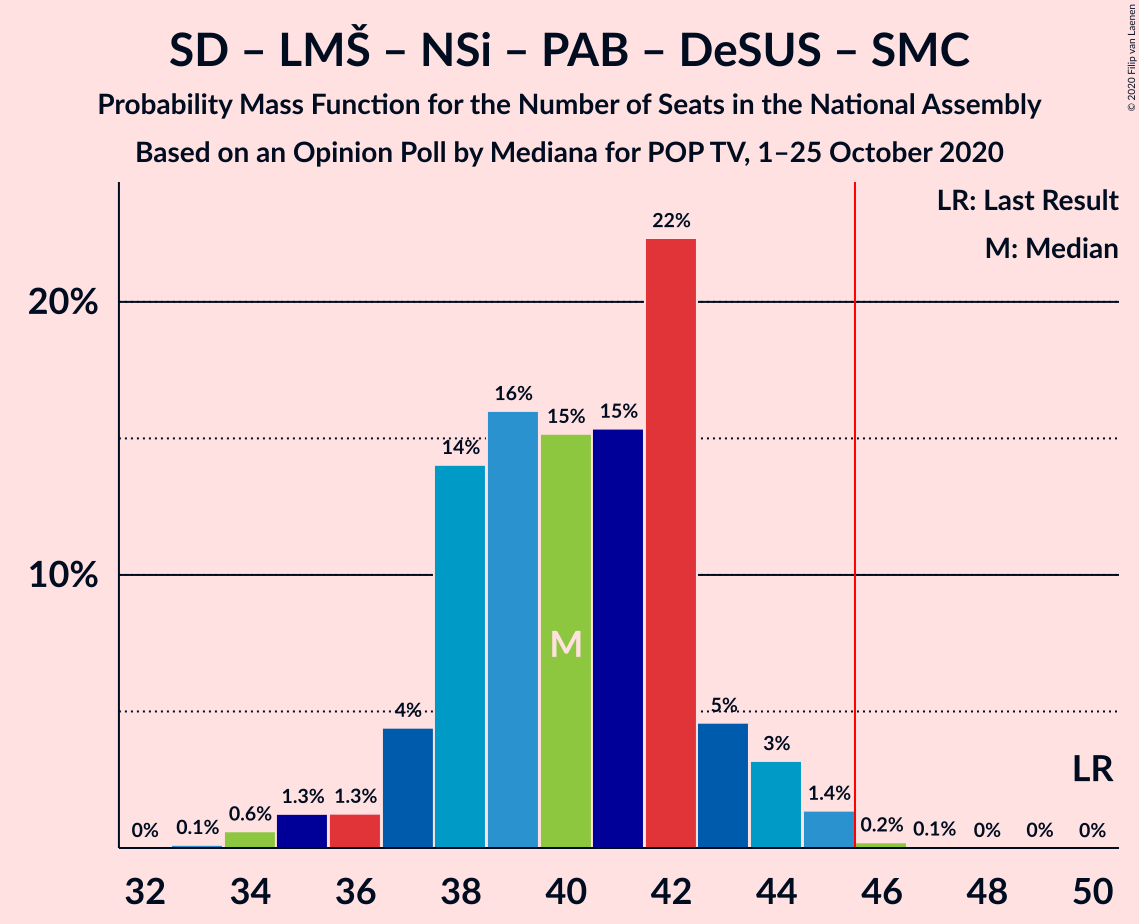 SD – LMŠ – NSi – PAB – DeSUS – SMC
Probability Mass Function for the Number of Seats in the National Assembly
Based on an Opinion Poll by Mediana for POP TV, 1–25 October 2020
© 2020 Filip van Laenen
LR: Last Result
M: Median
20%
10%
0% 0.1% 0.6% 1.3% 1.3% 4% 14% 16% 15% 15% 22% 5% 3% 1.4% 0.2% 0.1% 0% 0% 0%
M
LR
32 34 36 38 40 42 44 46 48 50